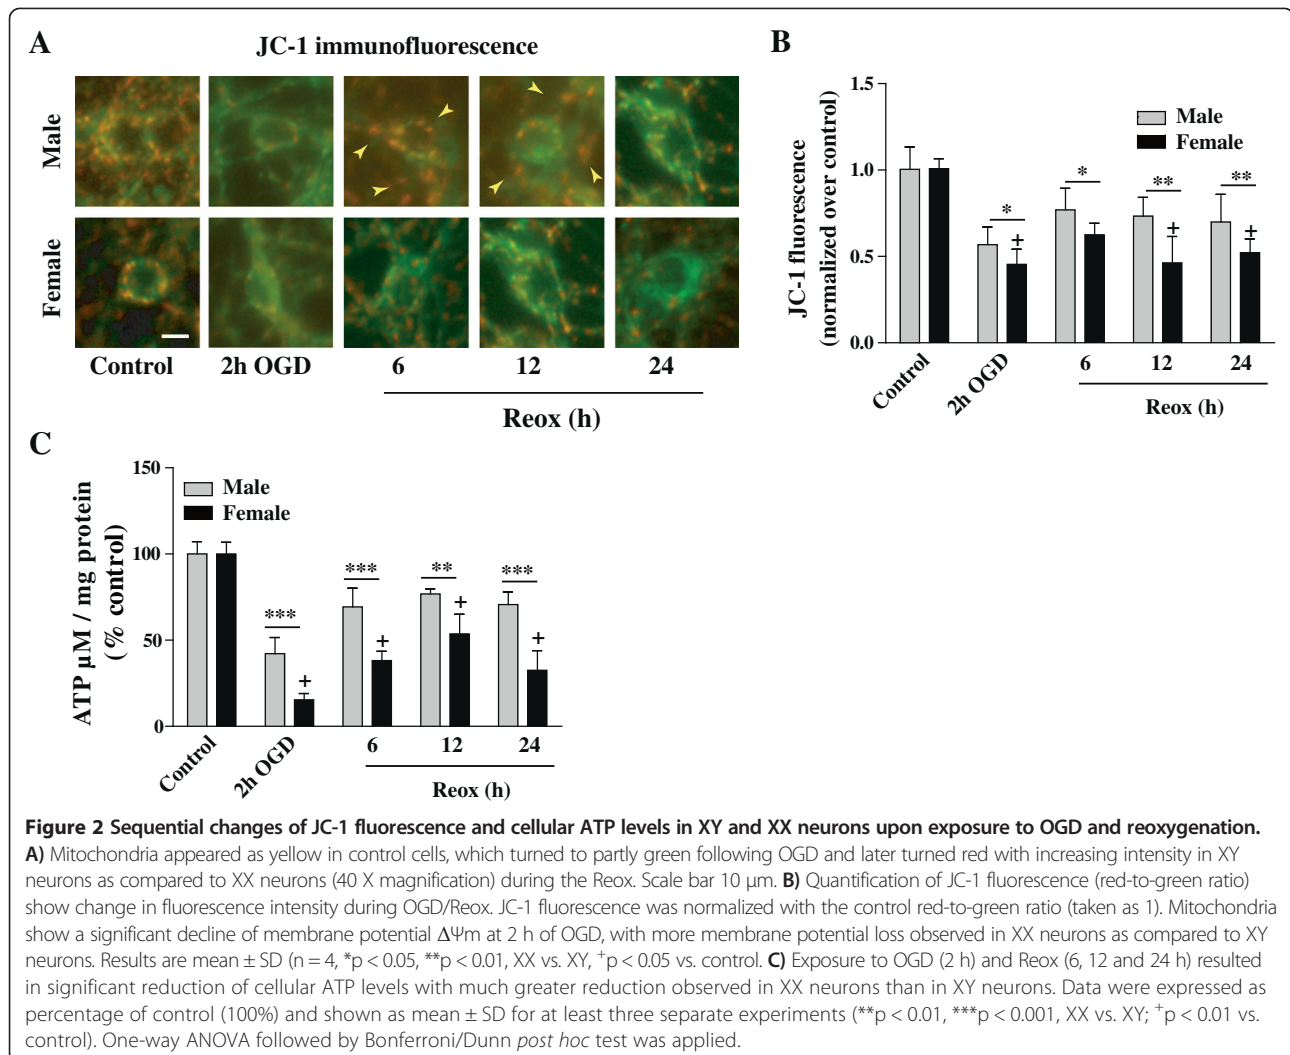 A
JC-1 immunofluorescence
Male
Female
Control
2h OGD
6
12
24
Reox (h)
B
JC-1 fluorescence
(normalized over control)
1.5
1.0
0.5
0.0
Male
Female
*
+
*
**
+
**
+
Control
2h OGD
6
12
24
Reox (h)
C
ATP µM / mg protein
(% control)
150
100
50
0
Male
Female
***
+
***
+
**
+
***
+
Control
2h OGD
6
12
24
Reox (h)
Figure 2 Sequential changes of JC-1 fluorescence and cellular ATP levels in XY and XX neurons upon exposure to OGD and reoxygenation.
A) Mitochondria appeared as yellow in control cells, which turned to partly green following OGD and later turned red with increasing intensity in XY
neurons as compared to XX neurons (40 X magnification) during the Reox. Scale bar 10 µm. B) Quantification of JC-1 fluorescence (red-to-green ratio)
show change in fluorescence intensity during OGD/Reox. JC-1 fluorescence was normalized with the control red-to-green ratio (taken as 1). Mitochondria
show a significant decline of membrane potential ΔΨm at 2 h of OGD, with more membrane potential loss observed in XX neurons as compared to XY
neurons. Results are mean ± SD (n = 4, *p < 0.05, **p < 0.01, XX vs. XY, +p < 0.05 vs. control. C) Exposure to OGD (2 h) and Reox (6, 12 and 24 h) resulted
in significant reduction of cellular ATP levels with much greater reduction observed in XX neurons than in XY neurons. Data were expressed as
percentage of control (100%) and shown as mean ± SD for at least three separate experiments (**p < 0.01, ***p < 0.001, XX vs. XY; +p < 0.01 vs.
control). One-way ANOVA followed by Bonferroni/Dunn post hoc test was applied.